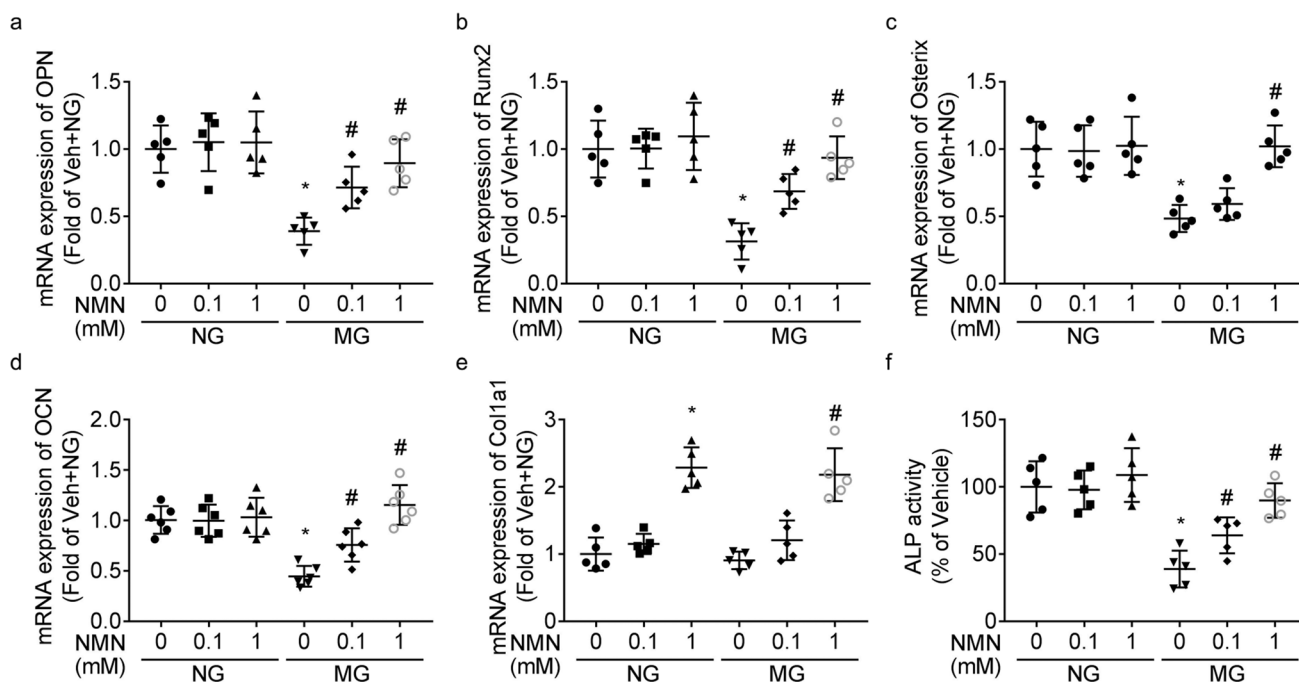 a
mRNA expression of OPN
(Fold of Veh+NG)
1.5
1.0
0.5
0.0
*
#
#
NMN
(mM)
0 0.1 1 0 0.1 1
NG MG
b
mRNA expression of Runx2
(Fold of Veh+NG)
1.5
1.0
0.5
0.0
*
#
#
NMN
(mM)
0 0.1 1 0 0.1 1
NG MG
c
mRNA expression of Osterix
(Fold of Veh+NG)
1.5
1.0
0.5
0.0
*
#
NMN
(mM)
0 0.1 1 0 0.1 1
NG MG
d
mRNA expression of OCN
(Fold of Veh+NG)
2.0
1.5
1.0
0.5
0.0
*
#
#
NMN
(mM)
0 0.1 1 0 0.1 1
NG MG
e
mRNA expression of Col1a1
(Fold of Veh+NG)
3
2
1
0
*
#
NMN
(mM)
0 0.1 1 0 0.1 1
NG MG
f
ALP activity
(% of Vehicle)
150
100
50
0
*
#
#
NMN
(mM)
0 0.1 1 0 0.1 1
NG MG